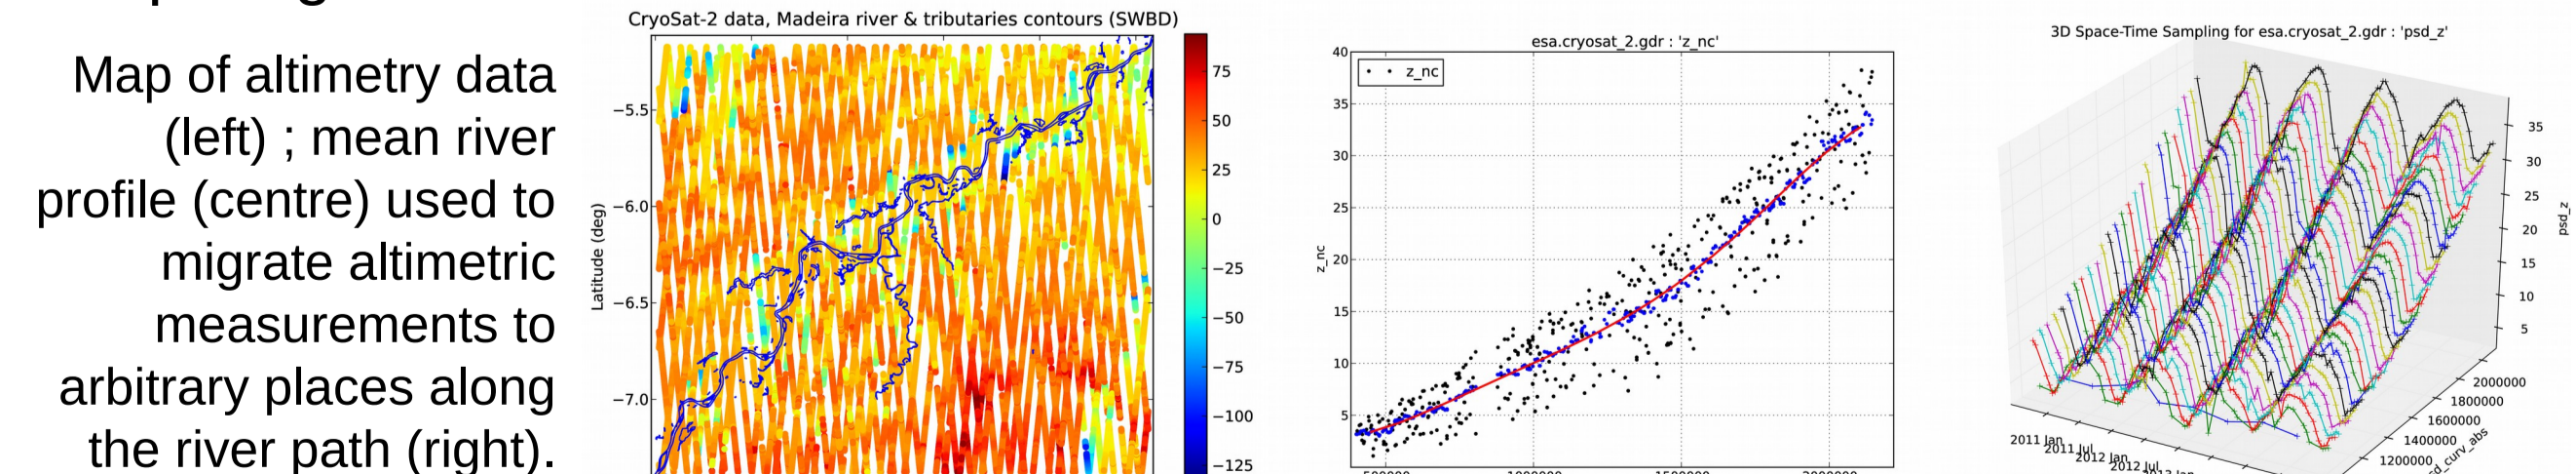 Map of altimetry data
(left) ; mean river
profile (centre) used to
migrate altimetric
measurements to
arbitrary places along
the river path (right).
CryoSat-2 data, Madeira river & tributaries contours (SWBD)
Latitude (deg)
−5.5
−6.0
−6.5
−7.0
75
50
25
0
−25
−50
−75
−100
−125
esa.cryosat_2.gdr : 'z_nc'
z_nc
z_nc
40
35
30
25
20
15
10
5
3D Space-Time Sampling for esa.cryosat_2.gdr : 'psd_z'
psd_z
35
30
25
20
15
10
5
2000000
1800000
1600000
1400000
1200000
2011 Jan
2011 Jul
2012 Jan
2012 Jul